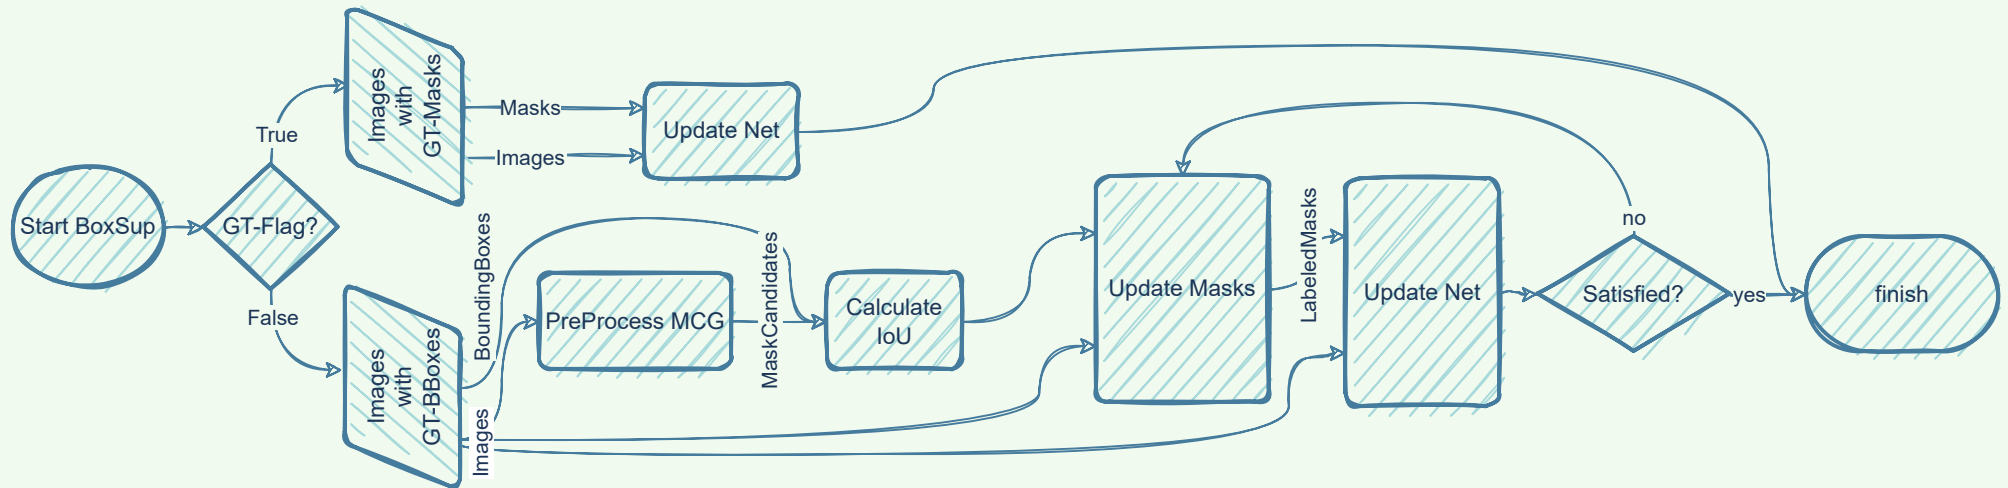 Start BoxSup
GT-Flag?
True
False
Images
with
GT-Masks
Masks
Images
Update Net
Images
with
GT-BBoxes
BoundingBoxes
Images
PreProcess MCG
MaskCandidates
Calculate
IoU
Update Masks
LabeledMasks
Update Net
no
Satisfied?
yes
finish